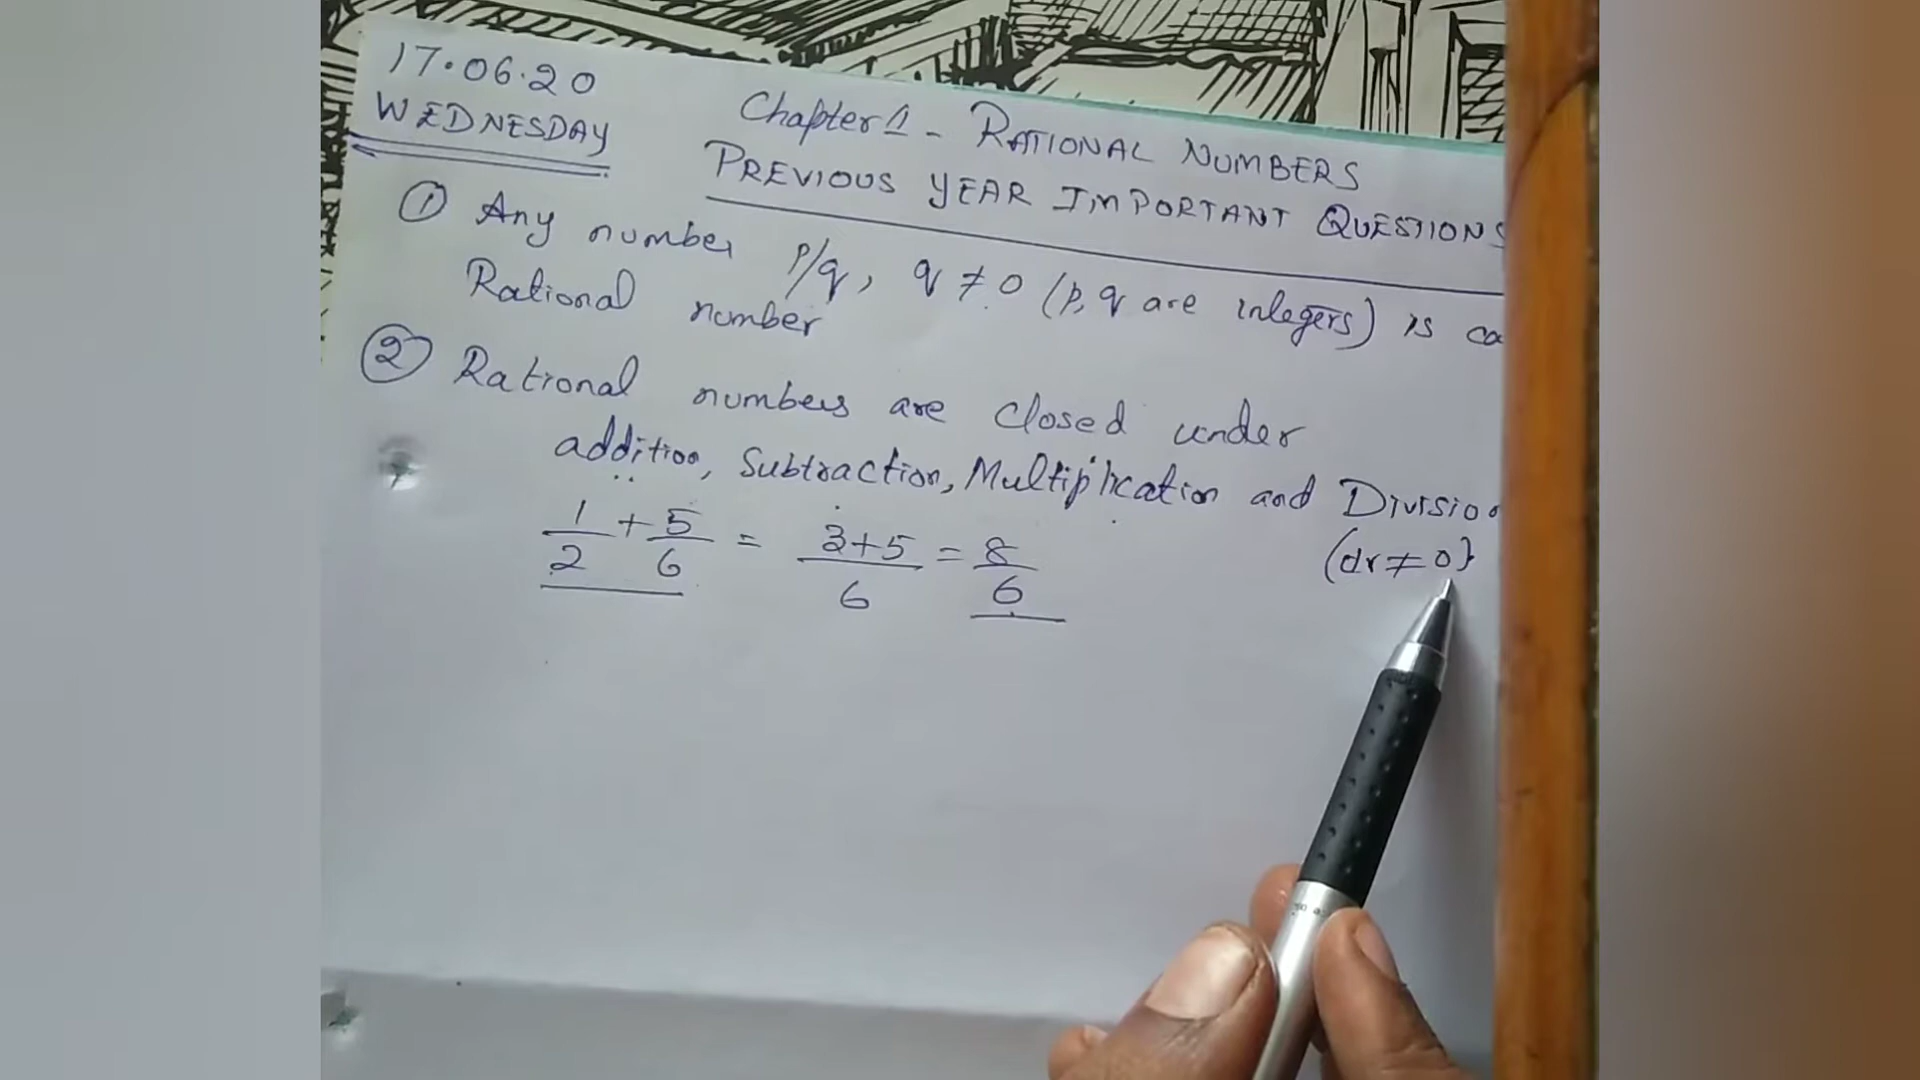 17.06.20
WEDNESDAY
Chapter 1 - RATIONAL NUMBERS
PREVIOUS YEAR IMPORTANT QUESTIONS
① Any number p/q, q ≠ 0 (p, q are integers) is ca
Rational number
② Rational numbers are closed under
addition, Subtraction, Multiplication and Division
(dr ≠ 0}
1/2 + 5/6 = 3+5/6 = 8/6